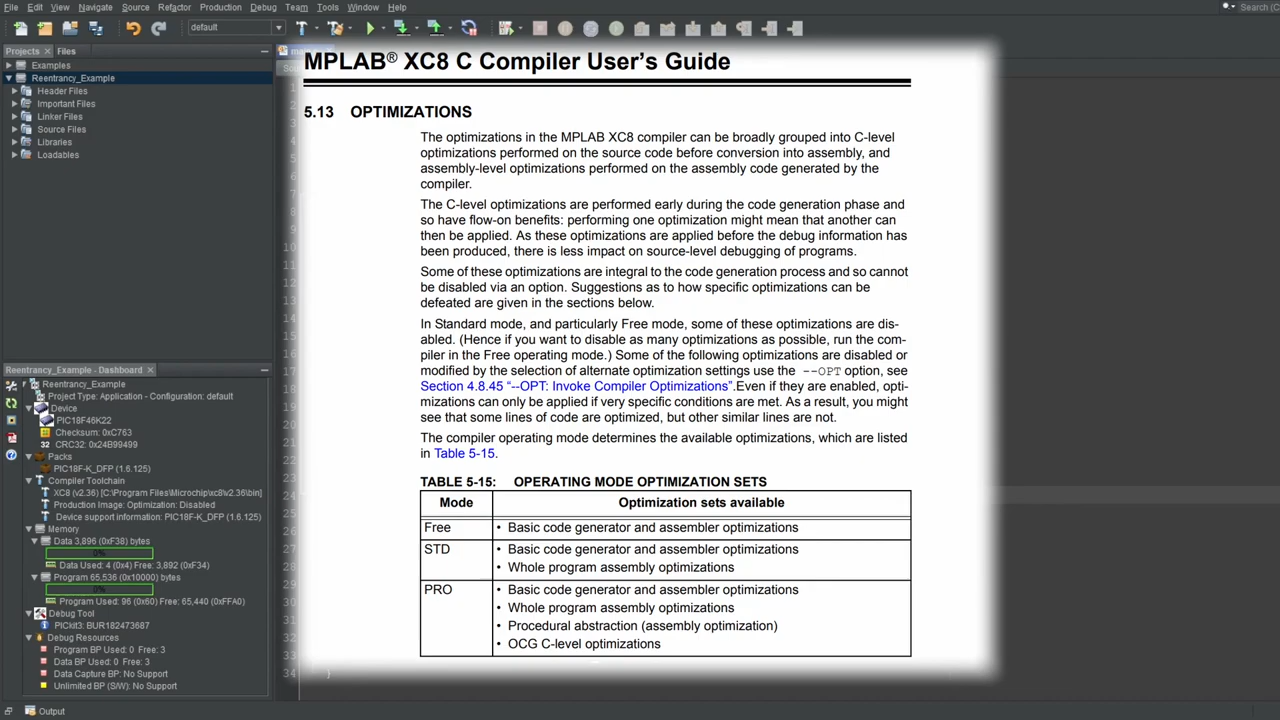 File Edit View Navigate Source Refactor Production Debug Team Tools Window Help
Search (C
default
Projects Files
Examples
Reentrancy_Example
Header Files
Important Files
Linker Files
Source Files
Libraries
Loadables
Reentrancy_Example - Dashboard
Reentrancy_Example
Project Type: Application - Configuration: default
Device
PIC18F46K22
Checksum: 0xC763
CRC32: 0x24B99499
Packs
PIC18F-K_DFP (1.6.125)
Compiler Toolchain
XC8 (v2.36) [C:\Program Files\Microchip\xc8\v2.36\bin]
Production Image: Optimization: Disabled
Device support information: PIC18F-K_DFP (1.6.125)
Memory
Data 3,896 (0xF38) bytes
0%
Data Used: 4 (0x4) Free: 3,892 (0xF34)
Program 65,536 (0x10000) bytes
0%
Program Used: 96 (0x60) Free: 65,440 (0xFFA0)
Debug Tool
PICkit3: BUR182473687
Debug Resources
Program BP Used: 0 Free: 3
Data BP Used: 0 Free: 3
Data Capture BP: No Support
Unlimited BP (S/W): No Support
Output
MPLAB® XC8 C Compiler User's Guide
5.13 OPTIMIZATIONS
The optimizations in the MPLAB XC8 compiler can be broadly grouped into C-level
optimizations performed on the source code before conversion into assembly, and
assembly-level optimizations performed on the assembly code generated by the
compiler.
The C-level optimizations are performed early during the code generation phase and
so have flow-on benefits: performing one optimization might mean that another can
then be applied. As these optimizations are applied before the debug information has
been produced, there is less impact on source-level debugging of programs.
Some of these optimizations are integral to the code generation process and so cannot
be disabled via an option. Suggestions as to how specific optimizations can be
defeated are given in the sections below.
In Standard mode, and particularly Free mode, some of these optimizations are dis-
abled. (Hence if you want to disable as many optimizations as possible, run the com-
piler in the Free operating mode.) Some of the following optimizations are disabled or
modified by the selection of alternate optimization settings use the --OPT option, see
Section 4.8.45 "--OPT: Invoke Compiler Optimizations".Even if they are enabled, opti-
mizations can only be applied if very specific conditions are met. As a result, you might
see that some lines of code are optimized, but other similar lines are not.
The compiler operating mode determines the available optimizations, which are listed
in Table 5-15.
TABLE 5-15: OPERATING MODE OPTIMIZATION SETS
Mode Optimization sets available
Free • Basic code generator and assembler optimizations
STD • Basic code generator and assembler optimizations
• Whole program assembly optimizations
PRO • Basic code generator and assembler optimizations
• Whole program assembly optimizations
• Procedural abstraction (assembly optimization)
• OCG C-level optimizations
34 }